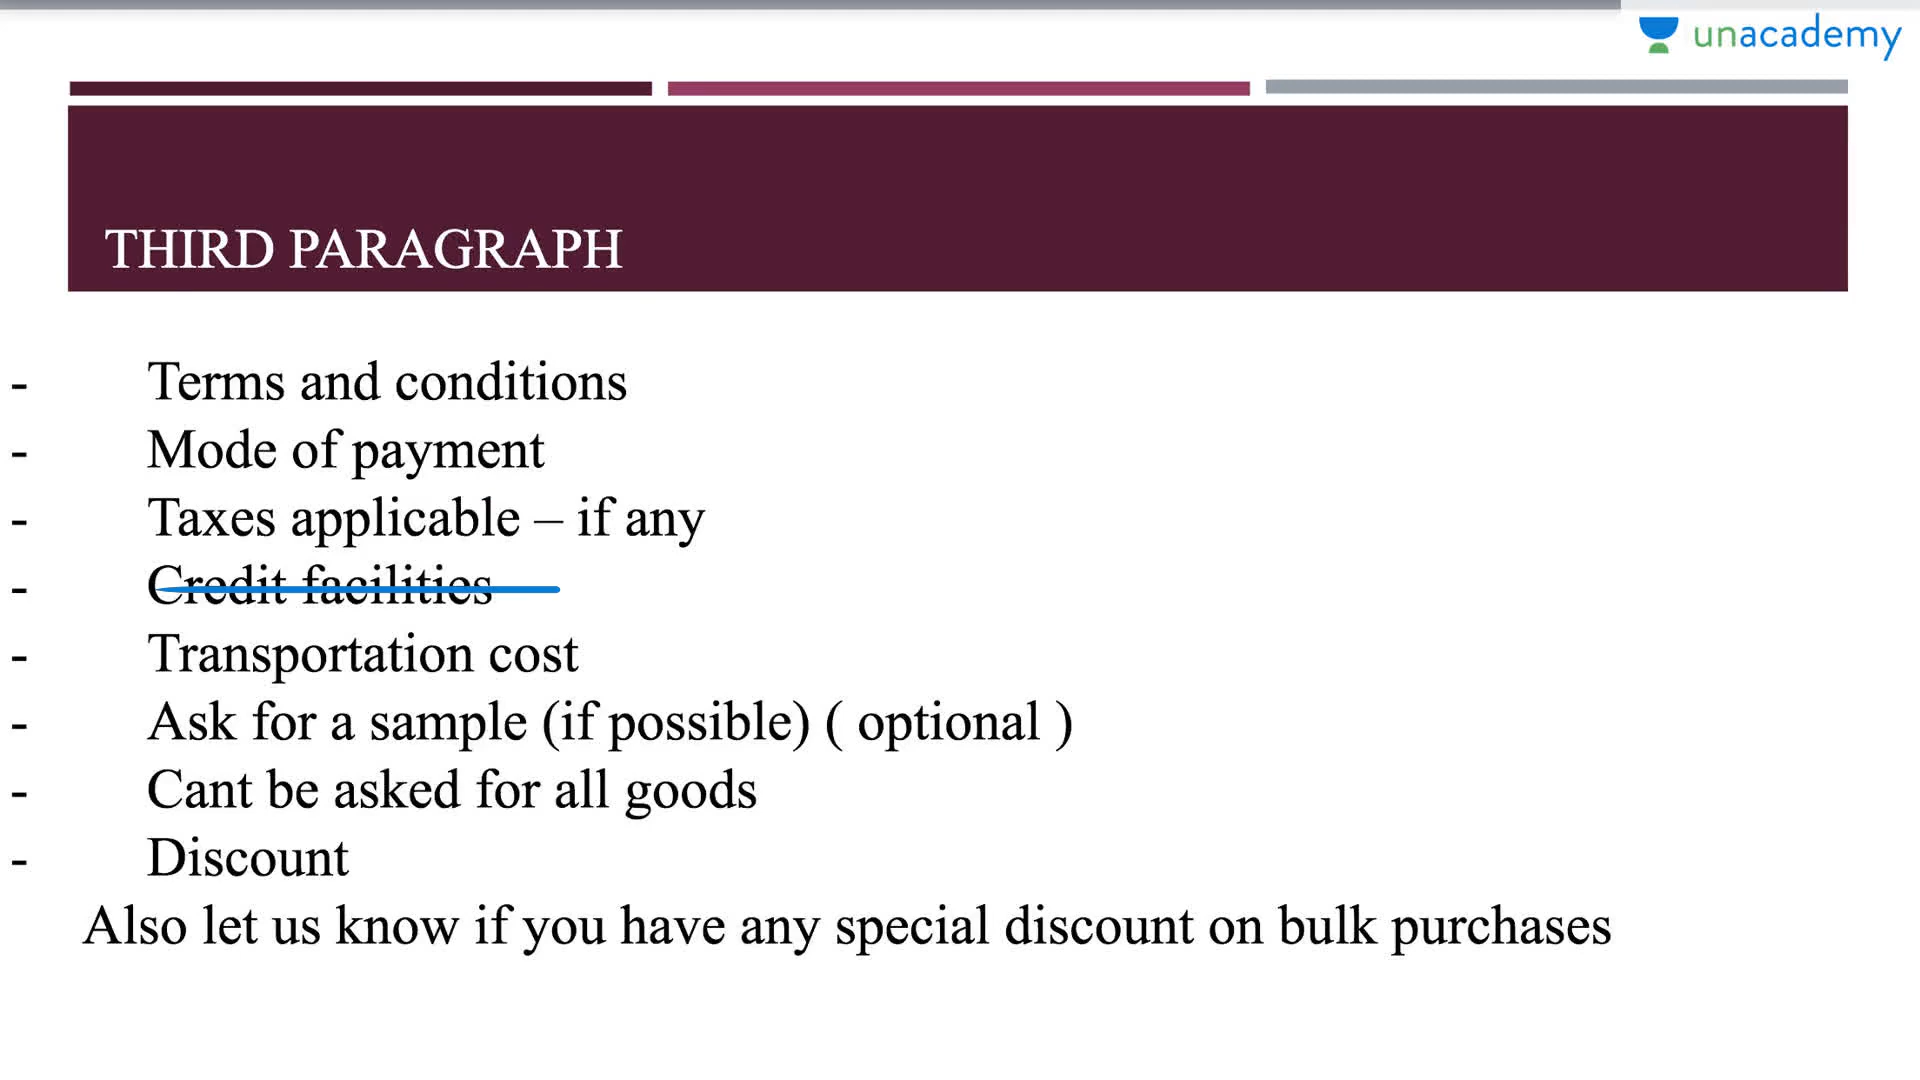 unacademy
THIRD PARAGRAPH
- Terms and conditions
- Mode of payment
- Taxes applicable – if any
- Credit facilities
- Transportation cost
- Ask for a sample (if possible) ( optional )
- Cant be asked for all goods
- Discount
Also let us know if you have any special discount on bulk purchases